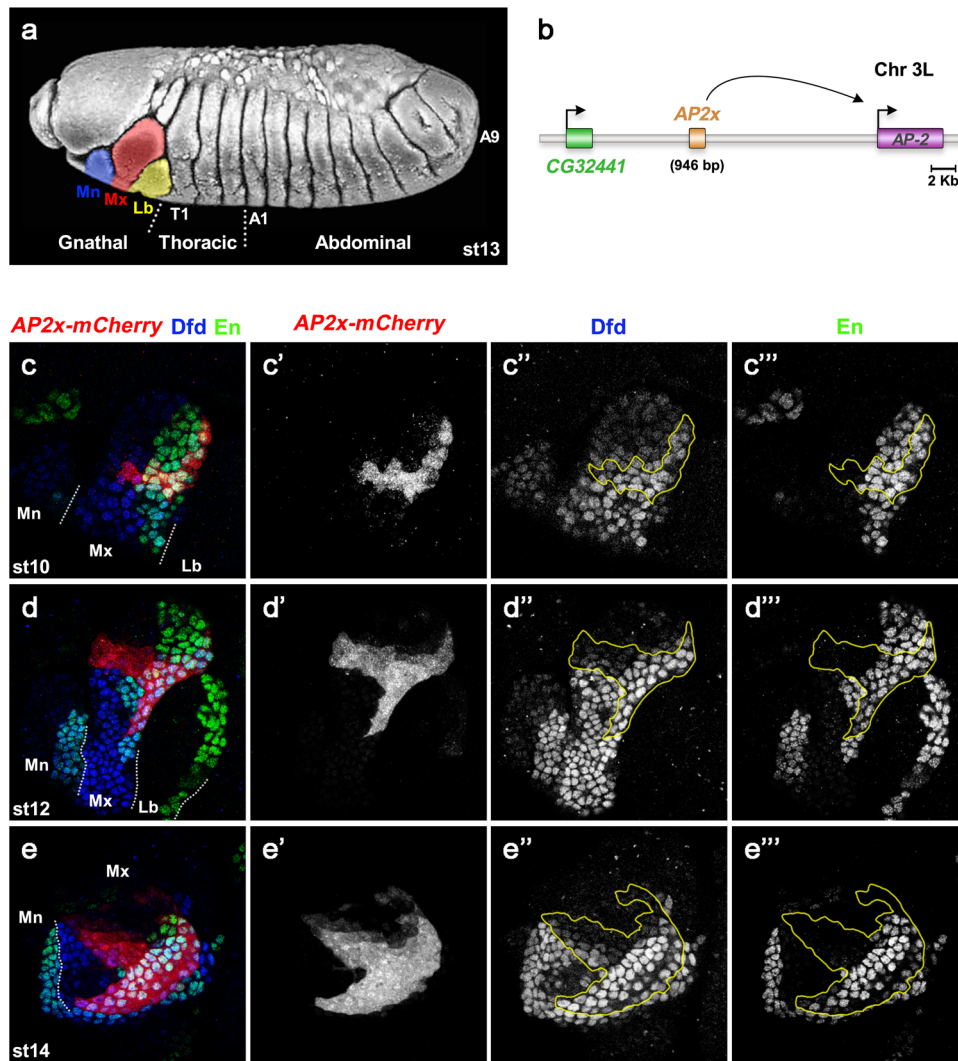 a
Mn
Mx
Lb
T1
A1
A9
Gnathal Thoracic Abdominal
st13
b
Chr 3L
AP2x
AP-2
CG32441
(946 bp)
2 Kb
AP2x-mCherry Dfd En
AP2x-mCherry
Dfd
En
c
Mn
Mx
Lb
st10
c'
c''
c'''
d
Mn
Mx
Lb
st12
d'
d''
d'''
e
Mx
Mn
st14
e'
e''
e'''